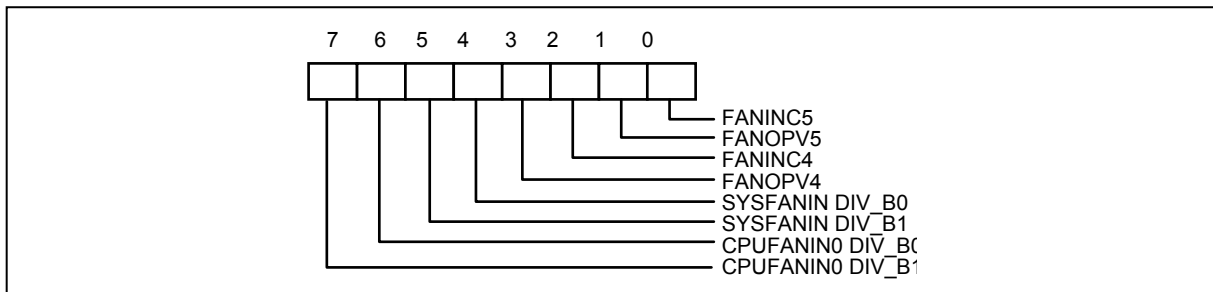 7 6 5 4 3 2 1 0
FANINC5
FANOPV5
FANINC4
FANOPV4
SYSFANIN DIV_B0
SYSFANIN DIV_B1
CPUFANIN0 DIV_B0
CPUFANIN0 DIV_B1